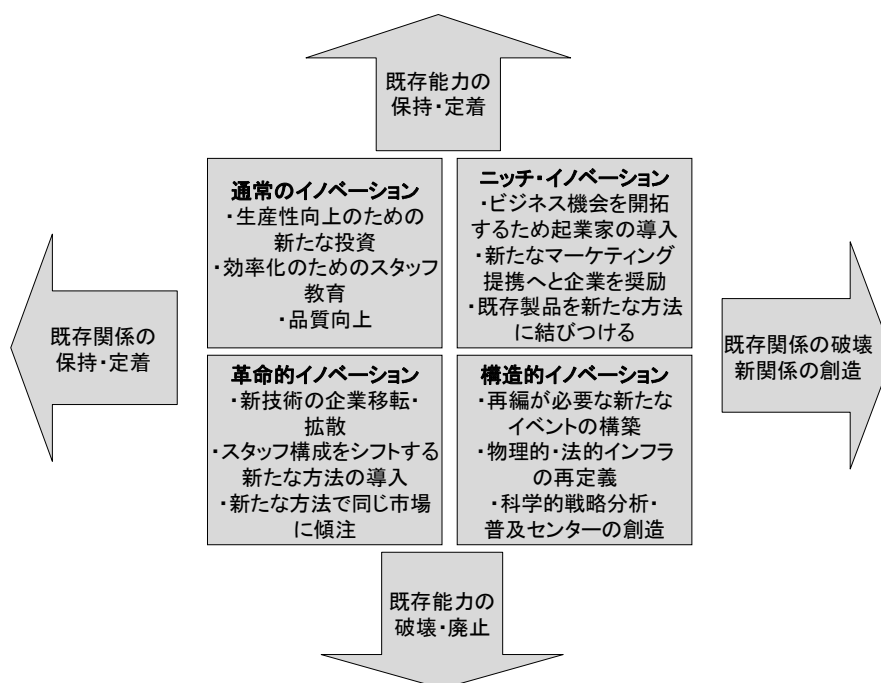 既存能力の
保持・定着
通常のイノベーション
・生産性向上のための
新たな投資
・効率化のためのスタッフ
教育
・品質向上
ニッチ・イノベーション
・ビジネス機会を開拓
するため起業家の導入
・新たなマーケティング
提携へと企業を奨励
・既存製品を新たな方法
に結びつける
既存関係の
保持・定着
既存関係の破壊
新関係の創造
革命的イノベーション
・新技術の企業移転・
拡散
・スタッフ構成をシフトする
新たな方法の導入
・新たな方法で同じ市場
に傾注
構造的イノベーション
・再編が必要な新たな
イベントの構築
・物理的・法的インフラ
の再定義
・科学的戦略分析・
普及センターの創造
既存能力の
破壊・廃止